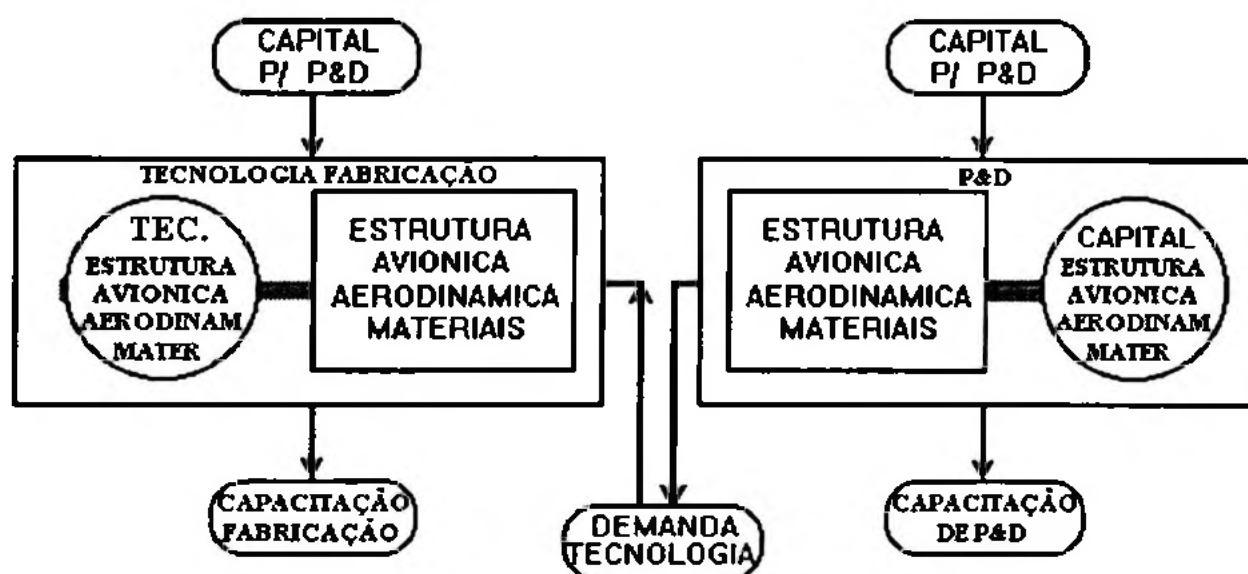 CAPITAL
P/ P&D
CAPITAL
P/ P&D
TECNOLOGIA FABRICAÇÃO
TEC.
ESTRUTURA
AVIONICA
AERODINAM
MATER
ESTRUTURA
AVIONICA
AERODINAMICA
MATERIAIS
P&D
ESTRUTURA
AVIONICA
AERODINAMICA
MATERIAIS
CAPITAL
ESTRUTURA
AVIONICA
AERODINAM
MATER
CAPACITAÇÃO
FABRICAÇÃO
DEMANDA
TECNOLOGIA
CAPACITAÇÃO
DE P&D